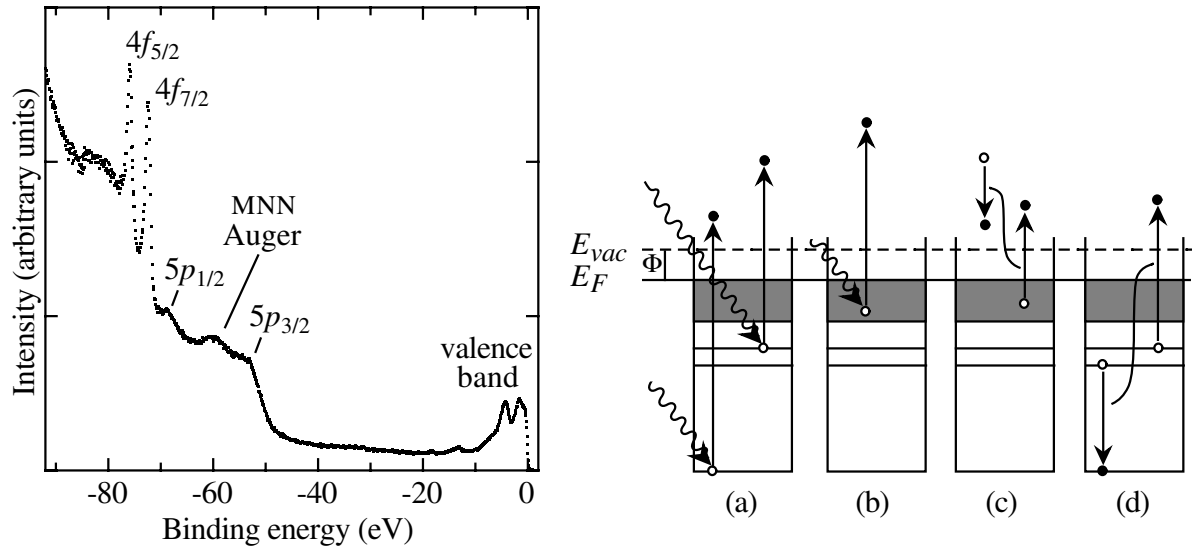 4f5/2
4f7/2
MNN
Auger
5p1/2
5p3/2
valence
band
Intensity (arbitrary units)
-80
-60
-40
-20
0
Binding energy (eV)
Evac
Φ
EF
(a)
(b)
(c)
(d)